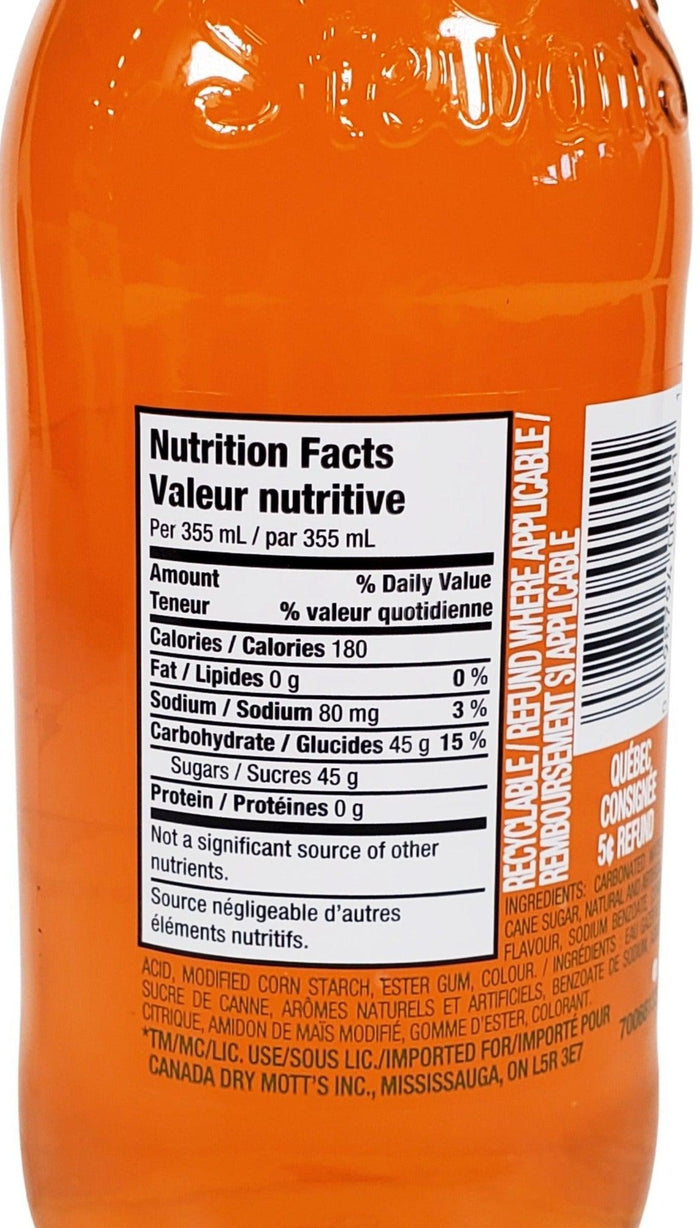 Stewart's
Nutrition Facts
Valeur nutritive
Per 355 mL / par 355 mL
Amount % Daily Value
Teneur % valeur quotidienne
Calories / Calories 180
Fat / Lipides 0 g 0 %
Sodium / Sodium 80 mg 3 %
Carbohydrate / Glucides 45 g 15 %
Sugars / Sucres 45 g
Protein / Protéines 0 g
Not a significant source of other
nutrients.
Source négligeable d'autres
éléments nutritifs.
RECYCLABLE / REFUND WHERE APPLICABLE /
REMBOURSEMENT SI APPLICABLE
QUÉBEC
CONSIGNÉE
5¢ REFUND
INGREDIENTS: CARBONATED
CANE SUGAR, NATURAL AND
FLAVOUR, SODIUM BENZOATE
ACID, MODIFIED CORN STARCH, ESTER GUM, COLOUR. / INGRÉDIENTS : EAU
SUCRE DE CANNE, ARÔMES NATURELS ET ARTIFICIELS, BENZOATE DE SODIUM,
CITRIQUE, AMIDON DE MAÏS MODIFIÉ, GOMME D'ESTER, COLORANT.
*TM/MC/LIC. USE/SOUS LIC./IMPORTED FOR/IMPORTÉ POUR
CANADA DRY MOTT'S INC., MISSISSAUGA, ON L5R 3E7